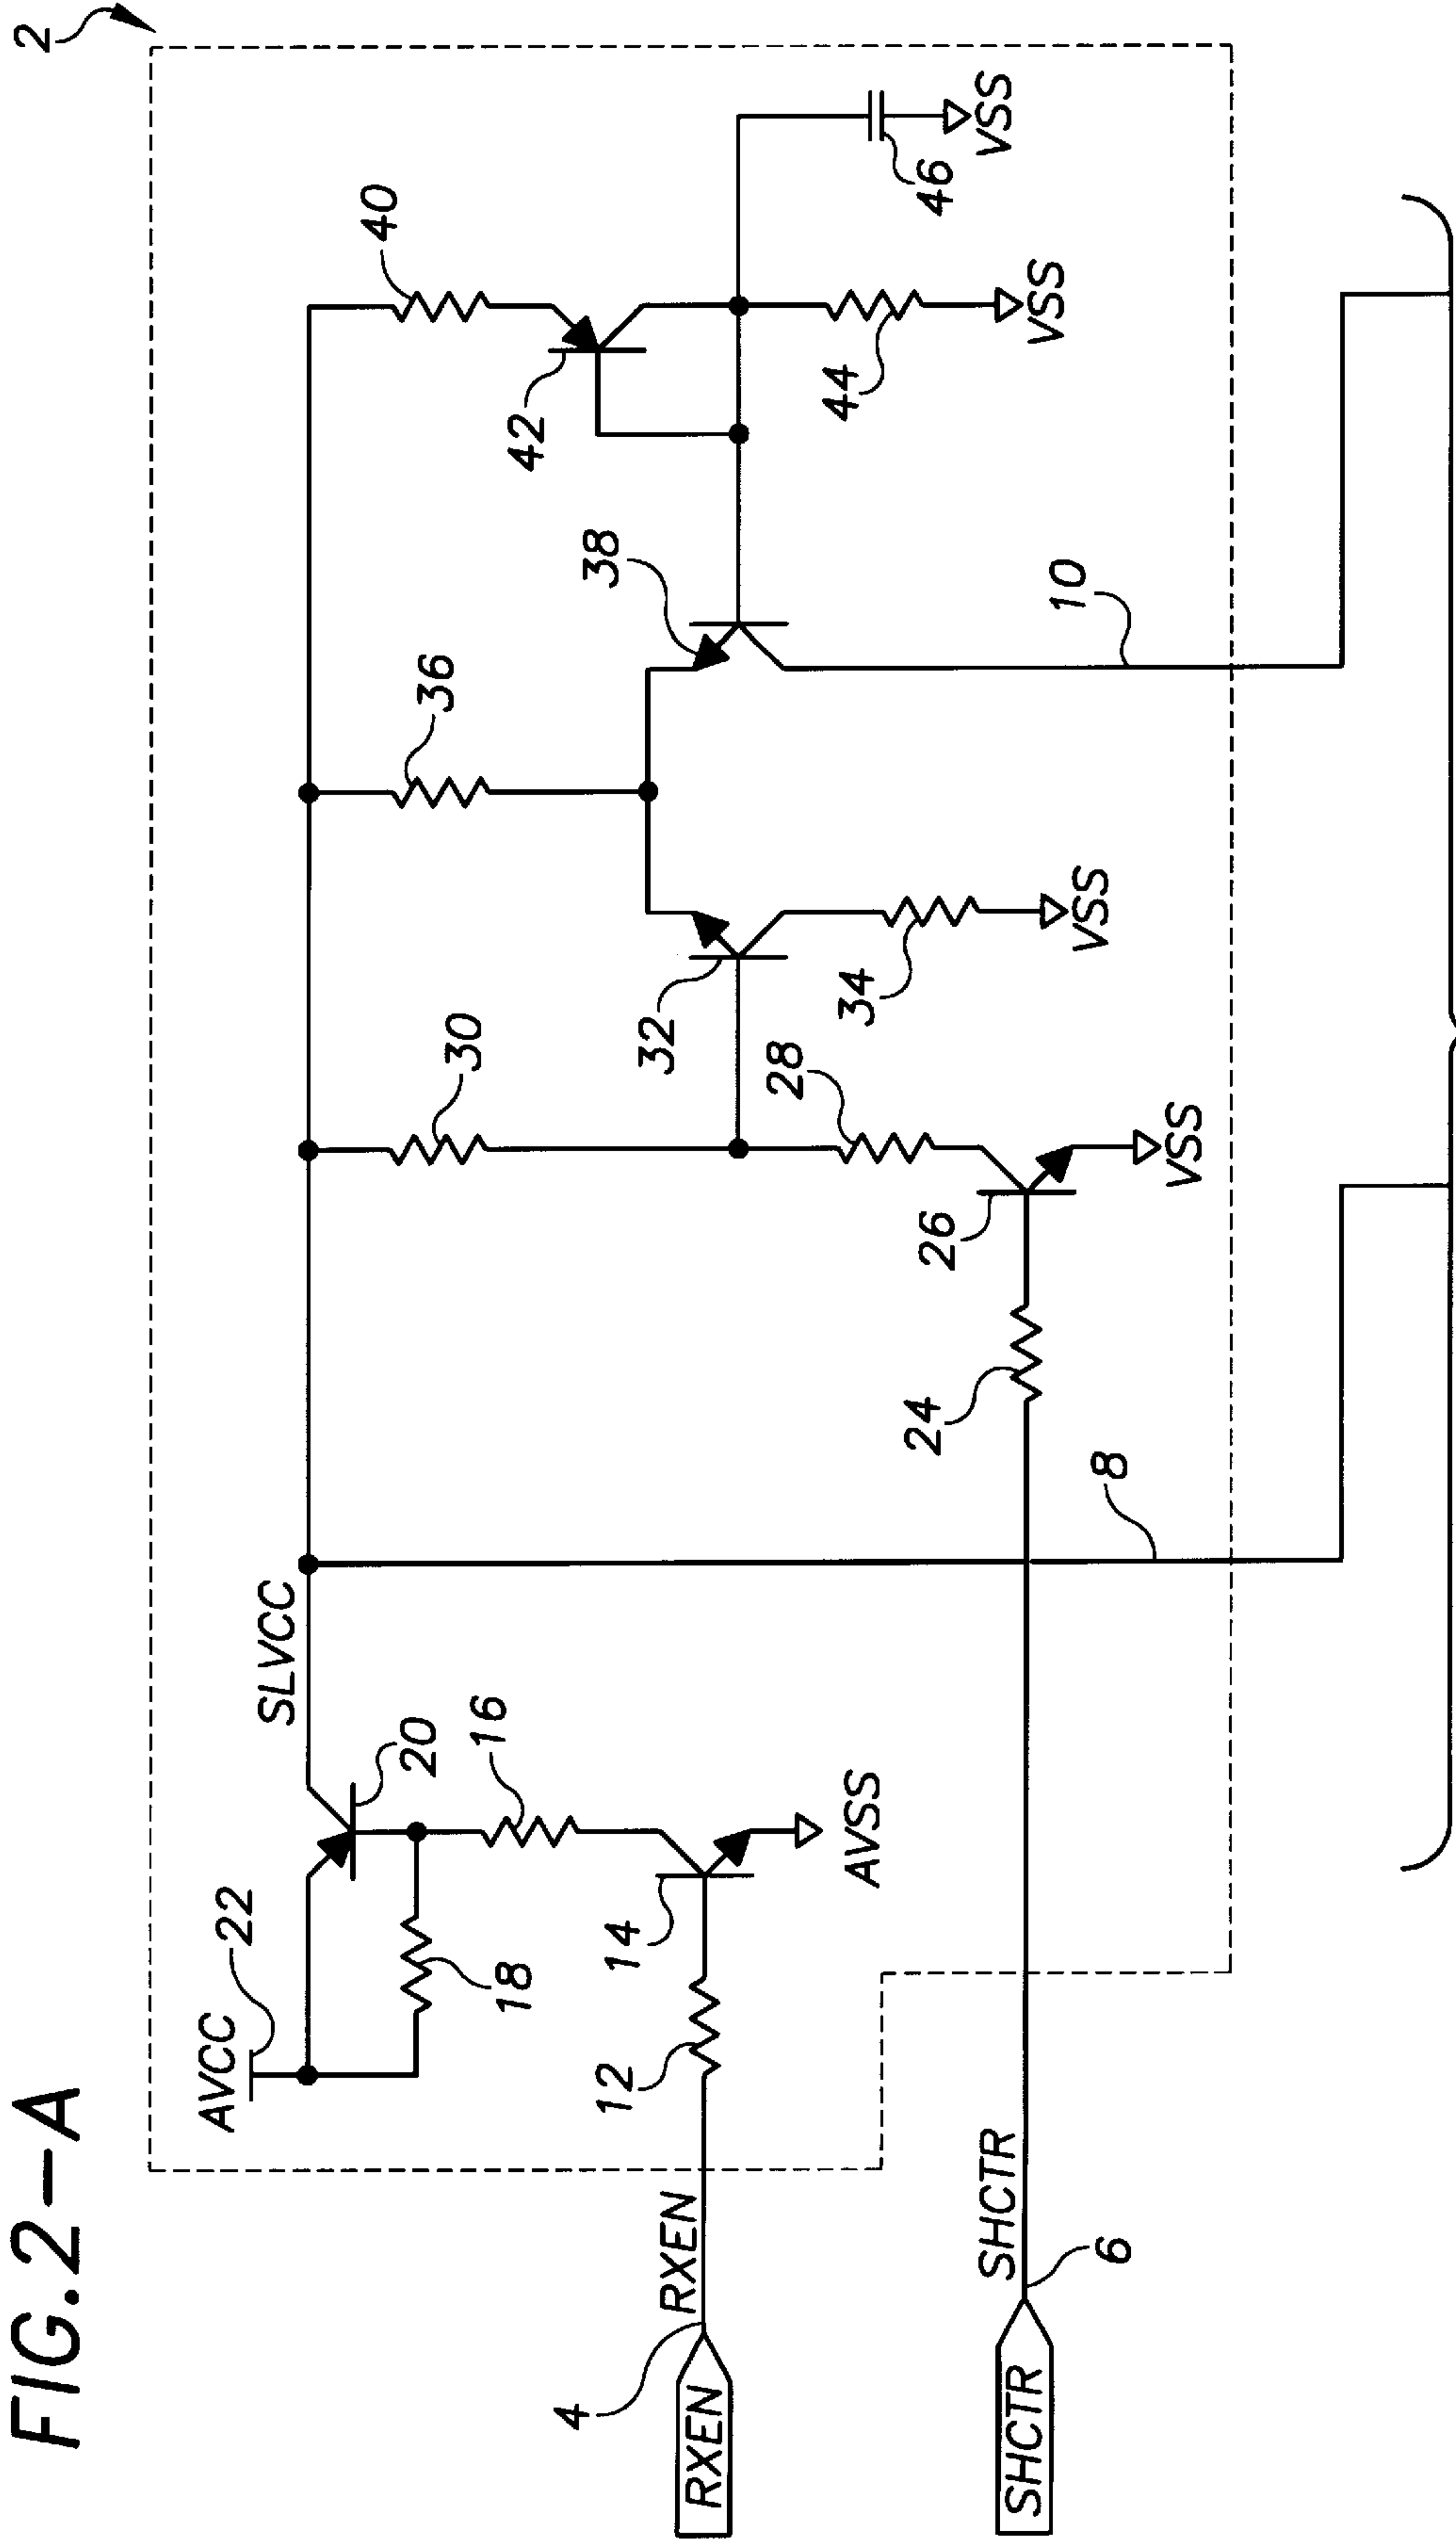 FIG.2-A
2
AVCC
22
SLVCC
20
18
16
14
12
AVSS
30
36
40
42
38
32
28
34
44
46
VSS
VSS
VSS
VSS
26
24
8
10
4
RXEN
RXEN
SHCTR
SHCTR
6